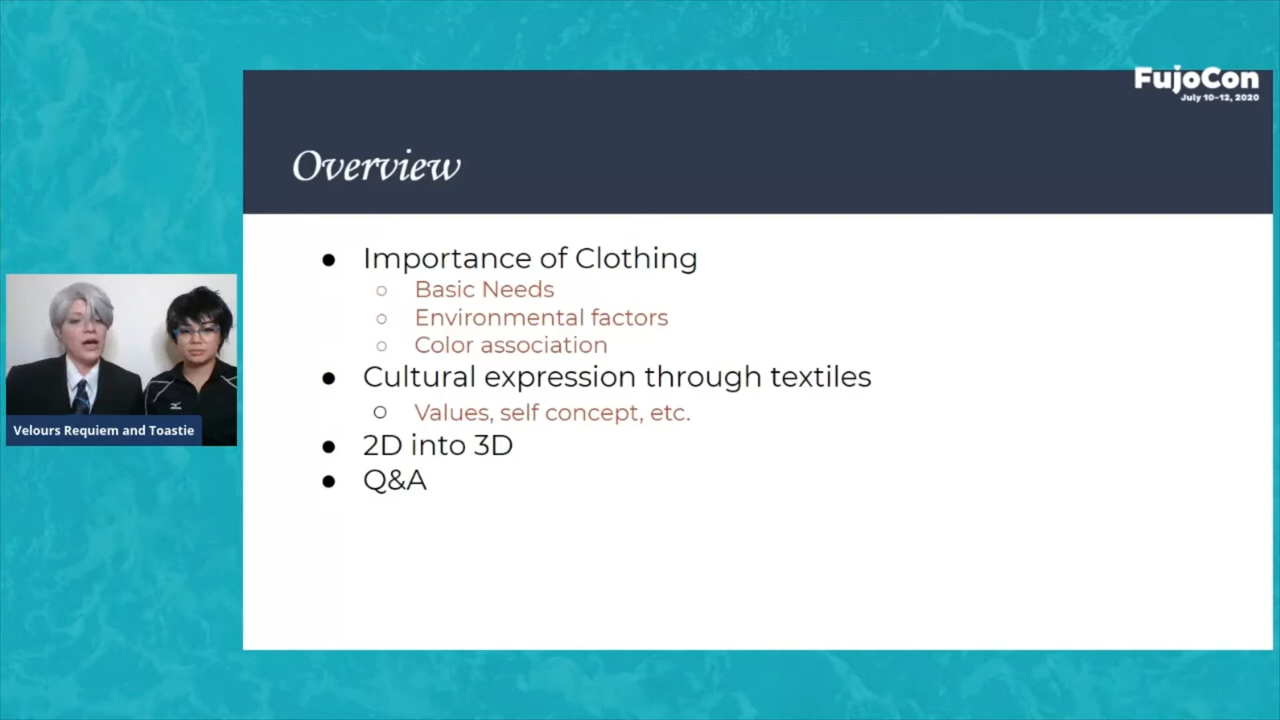 FujoCon
July 10-12, 2020
Overview
● Importance of Clothing
○ Basic Needs
○ Environmental factors
○ Color association
● Cultural expression through textiles
○ Values, self concept, etc.
● 2D into 3D
● Q&A
Velours Requiem and Toastie